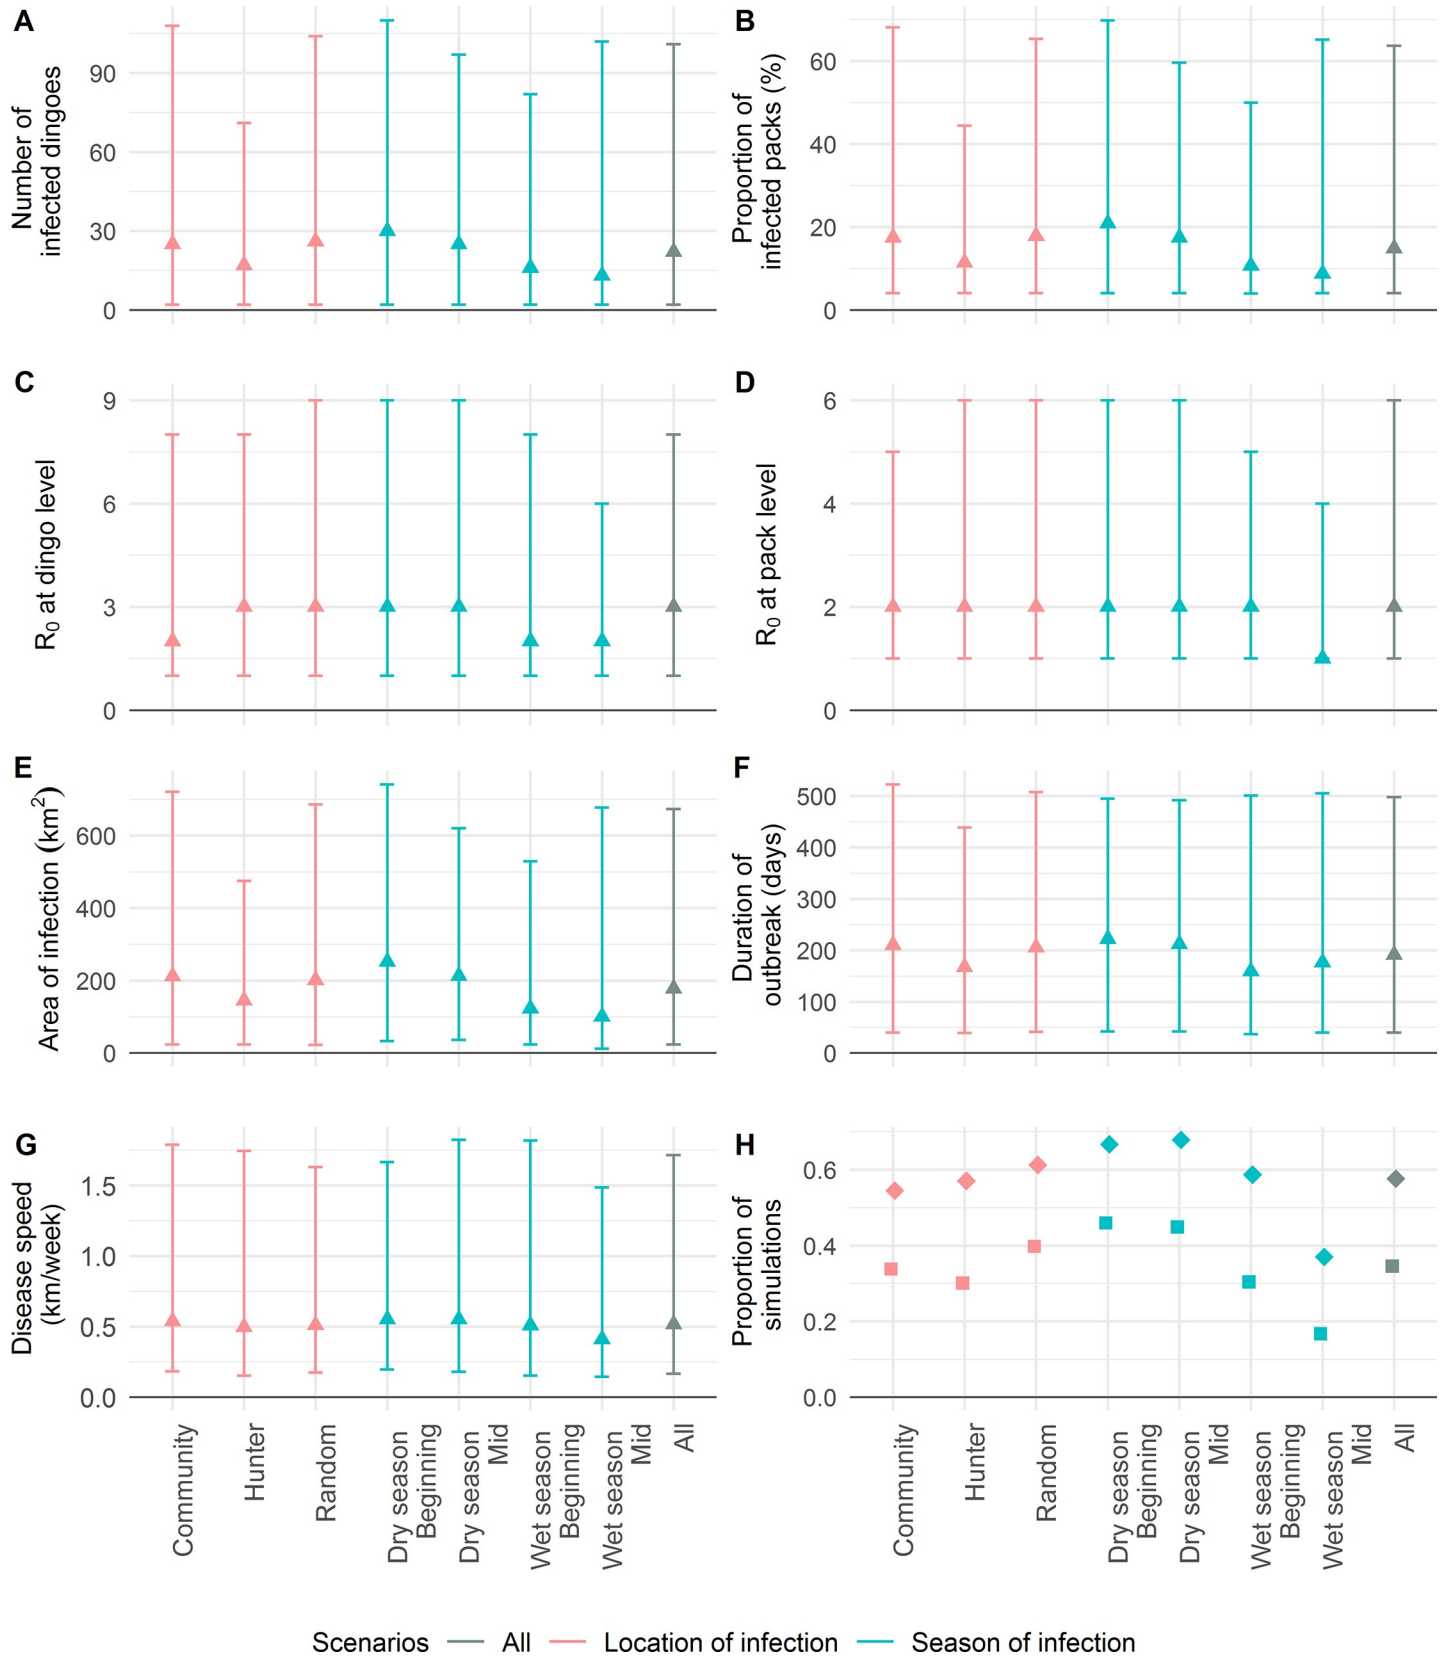 A
Number of
infected dingoes
90
60
30
0
B
Proportion of
infected packs (%)
60
40
20
0
C
R0 at dingo level
9
6
3
0
D
R0 at pack level
6
4
2
0
E
Area of infection (km2)
600
400
200
0
F
Duration of
outbreak (days)
500
400
300
200
100
0
G
Disease speed
(km/week)
1.5
1.0
0.5
0.0
H
Proportion of
simulations
0.6
0.4
0.2
0.0
Community
Hunter
Random
Dry season
Beginning
Dry season
Mid
Wet season
Beginning
Wet season
Mid
All
Community
Hunter
Random
Dry season
Beginning
Dry season
Mid
Wet season
Beginning
Wet season
Mid
All
Scenarios All Location of infection Season of infection